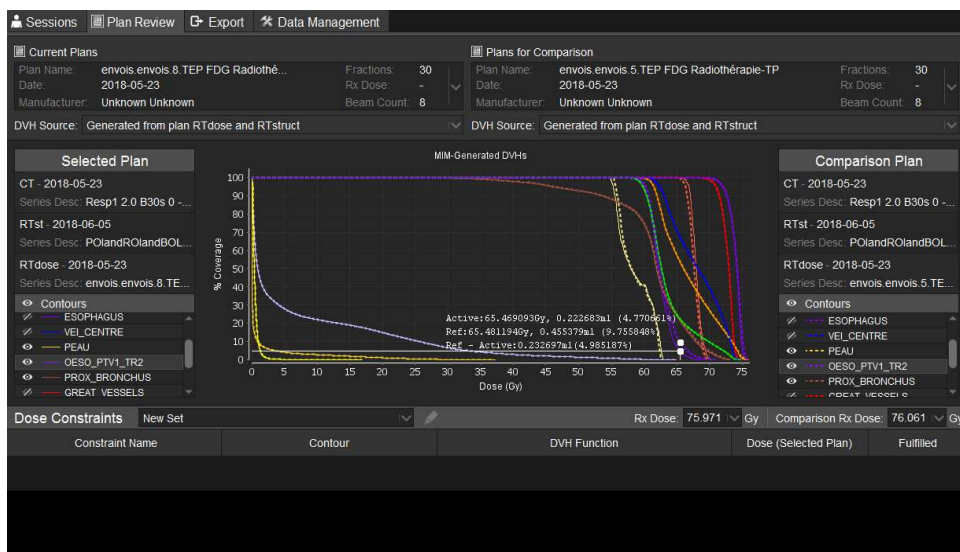 Sessions Plan Review Export Data Management
Current Plans
Plan Name: envois.envois.8.TEP FDG Radiothé... Fractions: 30
Date: 2018-05-23 Rx Dose: -
Manufacturer: Unknown Unknown Beam Count: 8
DVH Source: Generated from plan RTdose and RTstruct
Plans for Comparison
Plan Name: envois.envois.5.TEP FDG Radiothérapie-TP Fractions: 30
Date: 2018-05-23 Rx Dose: -
Manufacturer: Unknown Unknown Beam Count: 8
DVH Source: Generated from plan RTdose and RTstruct
Selected Plan
CT - 2018-05-23
Series Desc: Resp1 2.0 B30s 0 -...
RTst - 2018-06-05
Series Desc: POlandROlandBOL...
RTdose - 2018-05-23
Series Desc: envois.envois.8.TE...
Contours
ESOPHAGUS
VEI_CENTRE
PEAU
OESO_PTV1_TR2
PROX_BRONCHUS
GREAT_VESSELS
MIM-Generated DVHs
% Coverage
100
90
80
70
60
50
40
30
20
10
0
Active:65.469093Gy, 0.222683ml (4.770661%)
Ref:65.481194Gy, 0.455379ml (9.755848%)
Ref - Active:0.232697ml(4.985187%)
0 5 10 15 20 25 30 35 40 45 50 55 60 65 70 75
Dose (Gy)
Comparison Plan
CT - 2018-05-23
Series Desc: Resp1 2.0 B30s 0 -...
RTst - 2018-06-05
Series Desc: POlandROlandBOL...
RTdose - 2018-05-23
Series Desc: envois.envois.5.TE...
Contours
ESOPHAGUS
VEI_CENTRE
PEAU
OESO_PTV1_TR2
PROX_BRONCHUS
GREAT_VESSELS
Dose Constraints New Set Rx Dose: 75.971 Gy Comparison Rx Dose: 76.061 Gy
Constraint Name Contour DVH Function Dose (Selected Plan) Fulfilled